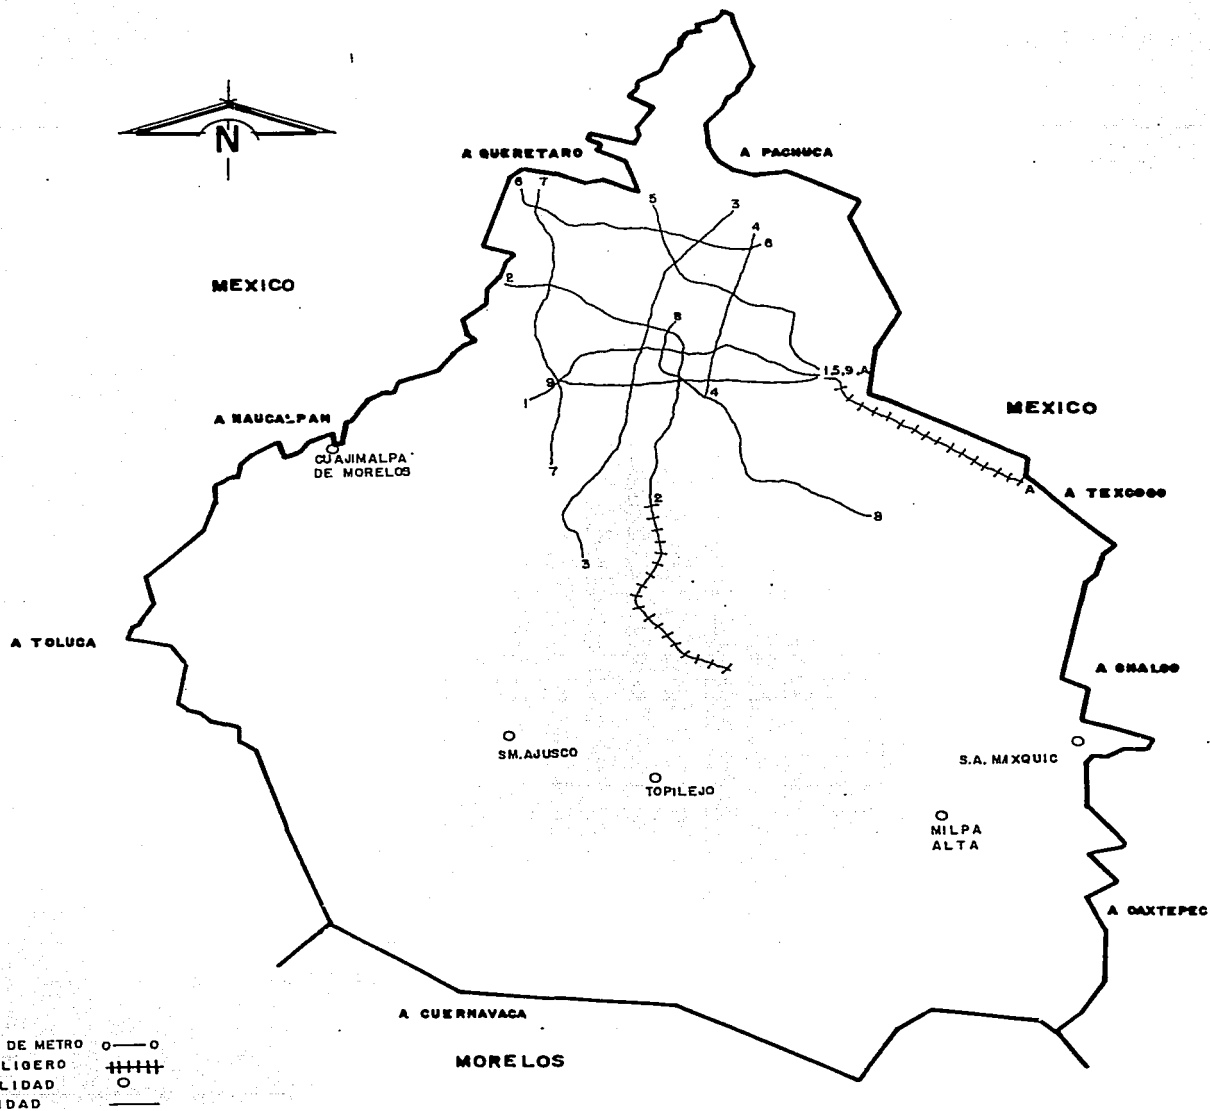 N
A QUERETARO
A PACHUCA
6
7
5
3
4
6
MEXICO
2
8
1,5,9,A
9
1
4
MEXICO
A NAUCALPAN
CUAJIMALPA
DE MORELOS
7
A
A TEXCOCO
2
8
3
A TOLUCA
A CHALCO
SM.AJUSCO
S.A. MIXQUIC
TOPILEJO
MILPA
ALTA
A OAXTEPEC
A CUERNAVACA
MORELOS
DE METRO
LIGERO
LIDAD
IDAD